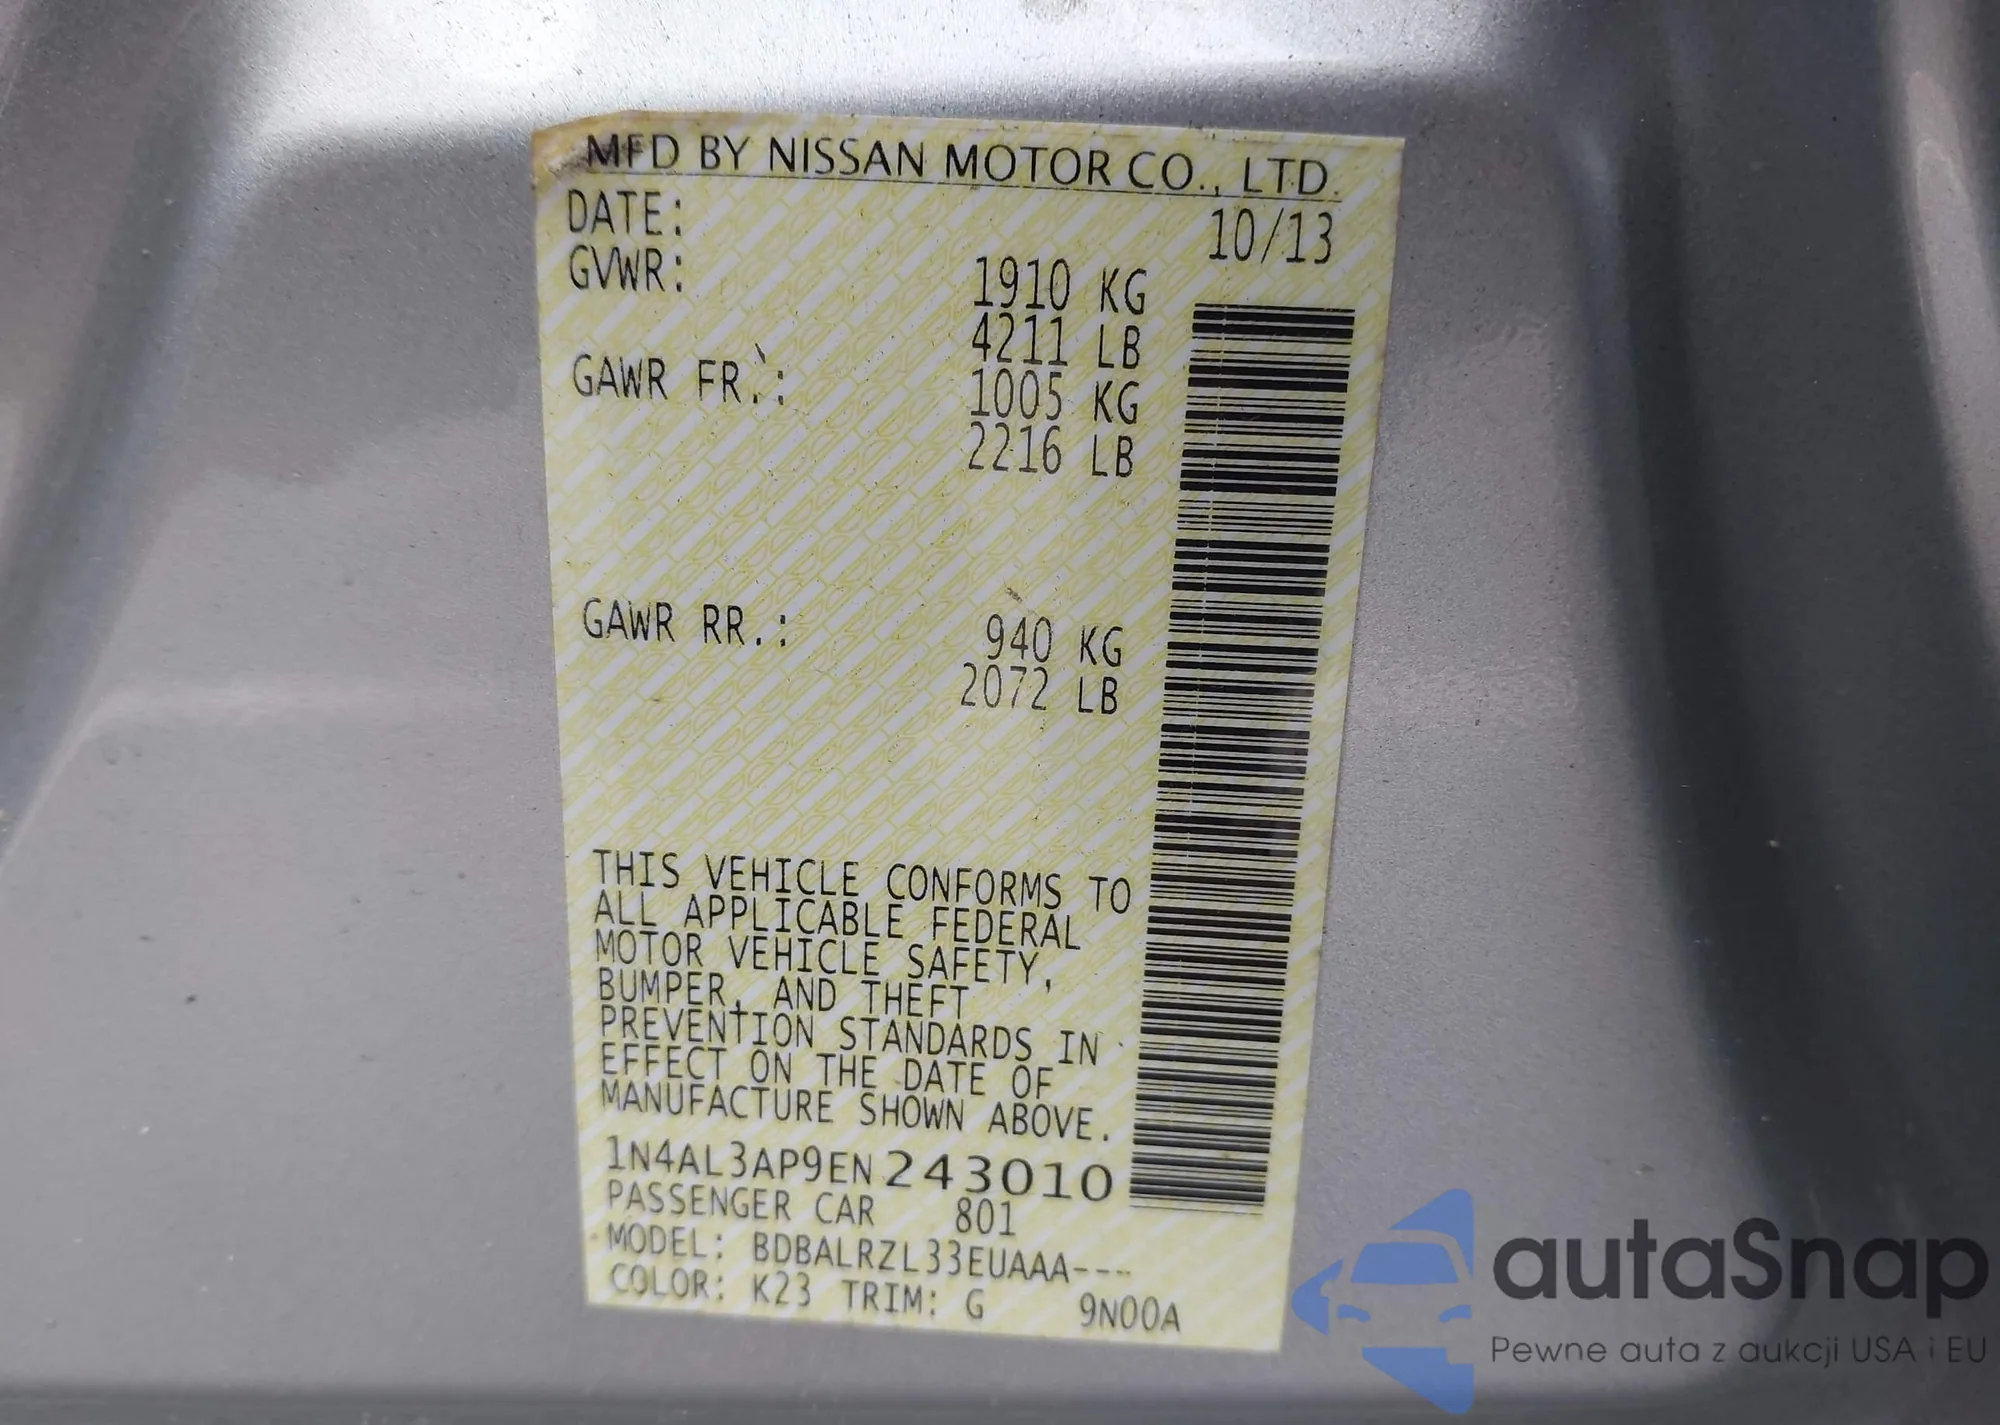 MFD BY NISSAN MOTOR CO., LTD.
DATE: 10/13
GVWR: 1910 KG
4211 LB
GAWR FR.: 1005 KG
2216 LB
GAWR RR.: 940 KG
2072 LB
THIS VEHICLE CONFORMS TO
ALL APPLICABLE FEDERAL
MOTOR VEHICLE SAFETY,
BUMPER, AND THEFT
PREVENTION STANDARDS IN
EFFECT ON THE DATE OF
MANUFACTURE SHOWN ABOVE.
1N4AL3AP9EN243010
PASSENGER CAR 801
MODEL: BDBALRZL33EUAAA---
COLOR: K23 TRIM: G 9N00A
autaSnap
Pewne auta z aukcji USA i EU